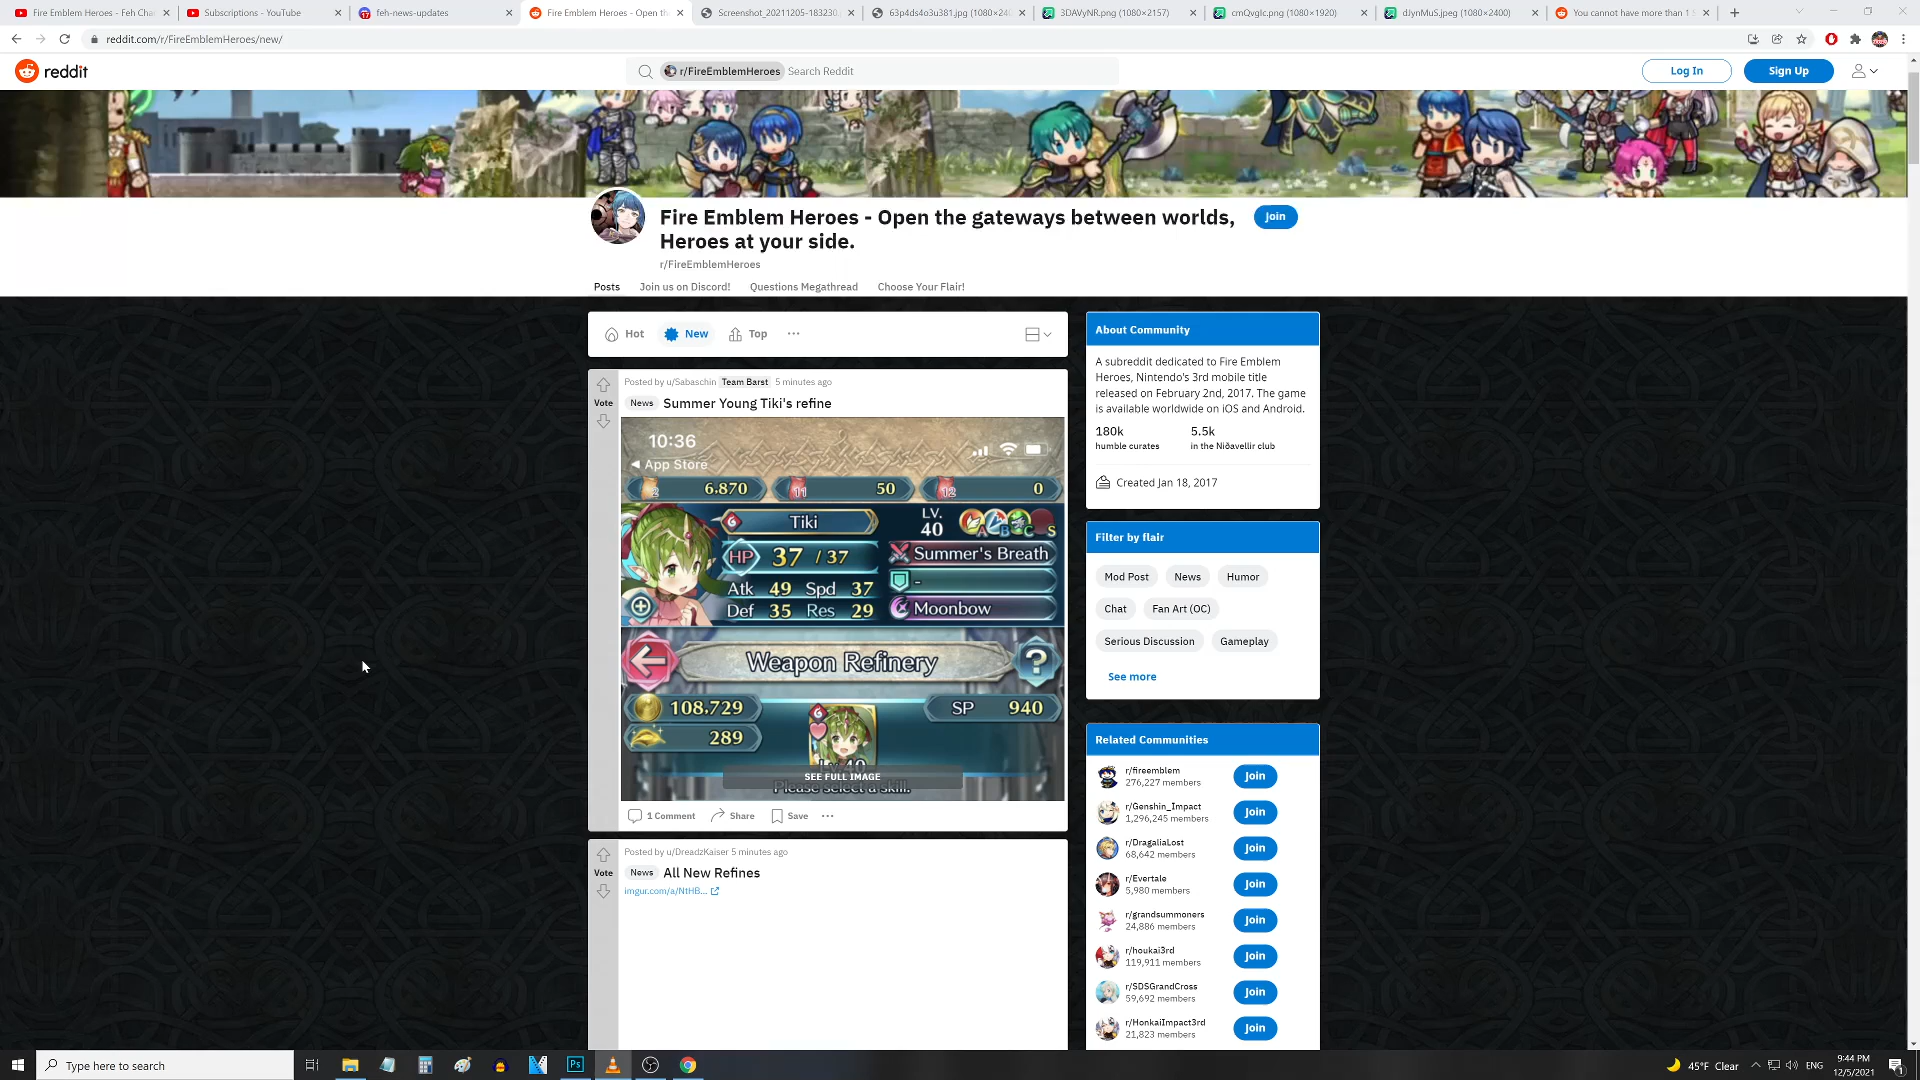 Fire Emblem Heroes - Feh Cha
Subscriptions - YouTube
feh-news-updates
Fire Emblem Heroes - Open th
Screenshot_20211205-183230
63p4ds4o3u381.jpg (1080×24
3DAVyNR.png (1080×2157)
cmQvglc.png (1080×1920)
dJynMuS.jpeg (1080×2400)
You cannot have more than 1
reddit.com/r/FireEmblemHeroes/new/
reddit
r/FireEmblemHeroes Search Reddit
Log In
Sign Up
Fire Emblem Heroes - Open the gateways between worlds,
Heroes at your side.
Join
r/FireEmblemHeroes
Posts
Join us on Discord!
Questions Megathread
Choose Your Flair!
Hot
New
Top
Vote
Posted by u/Sabaschin Team Barst 5 minutes ago
News Summer Young Tiki's refine
10:36
App Store
2 6.870
11 50
12 0
Tiki
LV.
40
A B C S
HP 37 / 37
Summer's Breath
Atk 49 Spd 37
-
Def 35 Res 29
Moonbow
Weapon Refinery
?
108.729
SP 940
289
Lv.40
SEE FULL IMAGE
Please select a skill.
1 Comment
Share
Save
Vote
Posted by u/DreadzKaiser 5 minutes ago
News All New Refines
imgur.com/a/NtHB...
About Community
A subreddit dedicated to Fire Emblem
Heroes, Nintendo's 3rd mobile title
released on February 2nd, 2017. The game
is available worldwide on iOS and Android.
180k
humble curates
5.5k
in the Niðavellir club
Created Jan 18, 2017
Filter by flair
Mod Post
News
Humor
Chat
Fan Art (OC)
Serious Discussion
Gameplay
See more
Related Communities
r/fireemblem
276,227 members
Join
r/Genshin_Impact
1,296,245 members
Join
r/DragaliaLost
68,642 members
Join
r/Evertale
5,980 members
Join
r/grandsummoners
24,886 members
Join
r/houkai3rd
119,911 members
Join
r/SDSGrandCross
59,692 members
Join
r/HonkaiImpact3rd
21,823 members
Join
Type here to search
Ps
45°F Clear
ENG
9:44 PM
12/5/2021
1